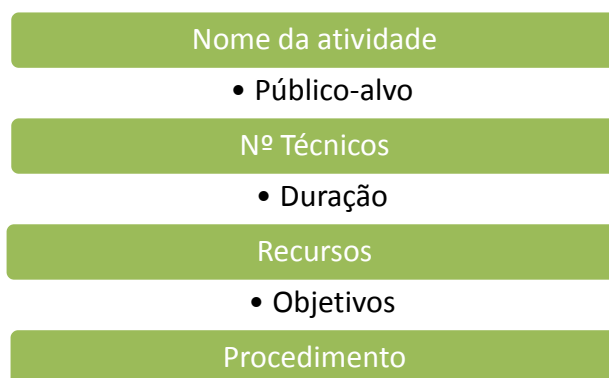 Nome da atividade
• Público-alvo
Nº Técnicos
• Duração
Recursos
• Objetivos
Procedimento